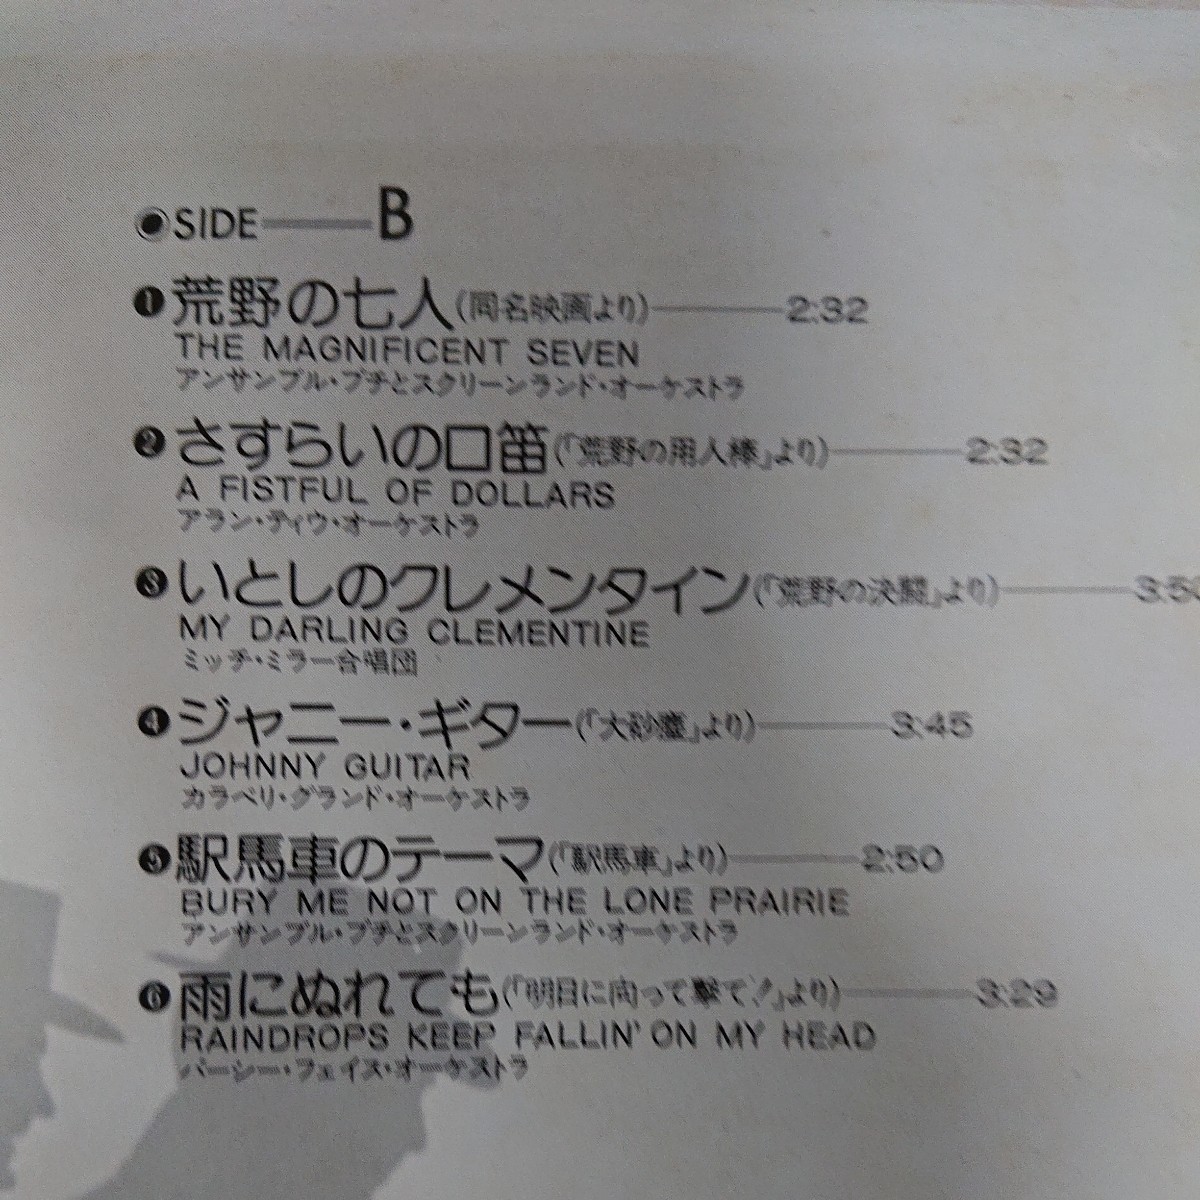 SIDE——B
❶荒野の七人(同名映画より)——2:32
THE MAGNIFICENT SEVEN
アンサンブル・プチとスクリーンランド・オーケストラ
❷さすらいの口笛(「荒野の用人棒」より)——2:32
A FISTFUL OF DOLLARS
アラン・ティウ・オーケストラ
❸いとしのクレメンタイン(「荒野の決闘」より)——
MY DARLING CLEMENTINE
ミッチ・ミラー合唱団
❹ジャニー・ギター(「大砂塵」より)——3:45
JOHNNY GUITAR
カラベリ・グランド・オーケストラ
❺駅馬車のテーマ(「駅馬車」より)——2:50
BURY ME NOT ON THE LONE PRAIRIE
アンサンブル・プチとスクリーンランド・オーケストラ
❻雨にぬれても(「明日に向って撃て!」より)——3:29
RAINDROPS KEEP FALLIN' ON MY HEAD
パーシー・フェイス・オーケストラ